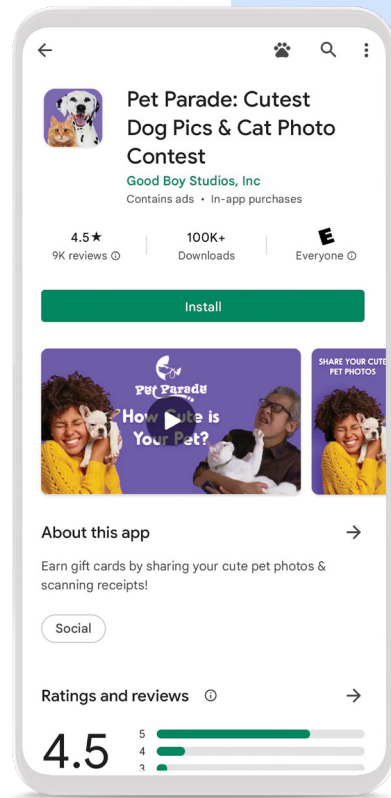 Pet Parade: Cutest
Dog Pics & Cat Photo
Contest
Good Boy Studios, Inc
Contains ads • In-app purchases
4.5★
9K reviews
100K+
Downloads
E
Everyone
Install
Pet Parade
How Cute is
Your Pet?
SHARE YOUR CUTE
PET PHOTOS
About this app
Earn gift cards by sharing your cute pet photos &
scanning receipts!
Social
Ratings and reviews
4.5
5
4
3